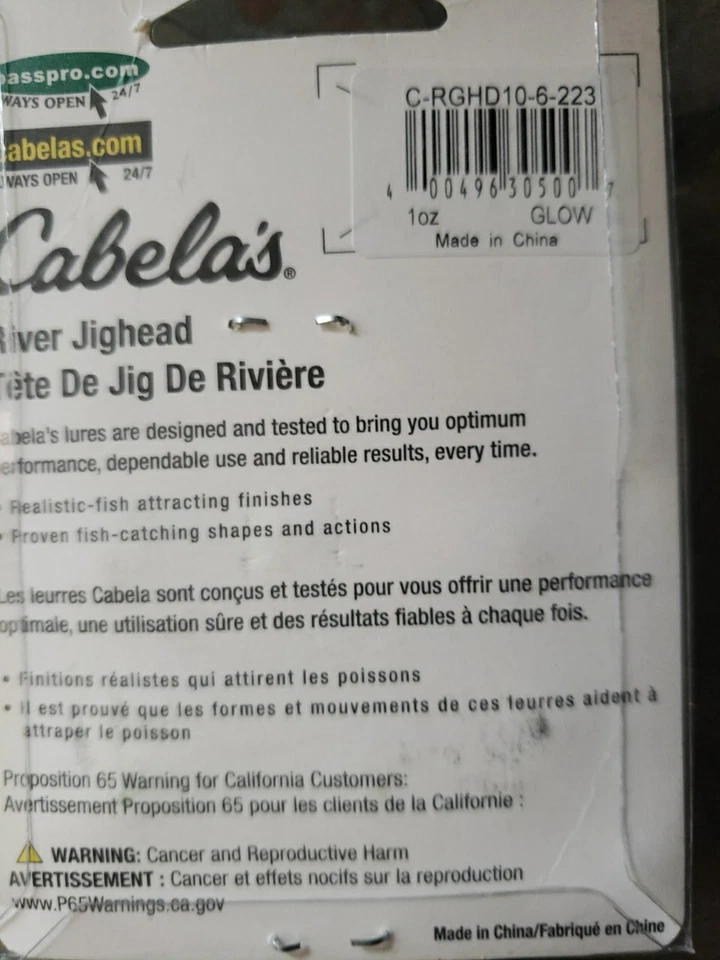 basspro.com
WAYS OPEN 24/7
cabelas.com
WAYS OPEN 24/7
C-RGHD10-6-223
4 00496 30500 7
1oz GLOW
Made in China
Cabela's®
River Jighead
Tête De Jig De Rivière
abela's lures are designed and tested to bring you optimum
erformance, dependable use and reliable results, every time.
• Realistic-fish attracting finishes
• Proven fish-catching shapes and actions
Les leurres Cabela sont conçus et testés pour vous offrir une performance
optimale, une utilisation sûre et des résultats fiables à chaque fois.
• Finitions réalistes qui attirent les poissons
• Il est prouvé que les formes et mouvements de ces leurres aident à
attraper le poisson
Proposition 65 Warning for California Customers:
Avertissement Proposition 65 pour les clients de la Californie :
WARNING: Cancer and Reproductive Harm
AVERTISSEMENT : Cancer et effets nocifs sur la reproduction
www.P65Warnings.ca.gov
Made in China/Fabriqué en Chine